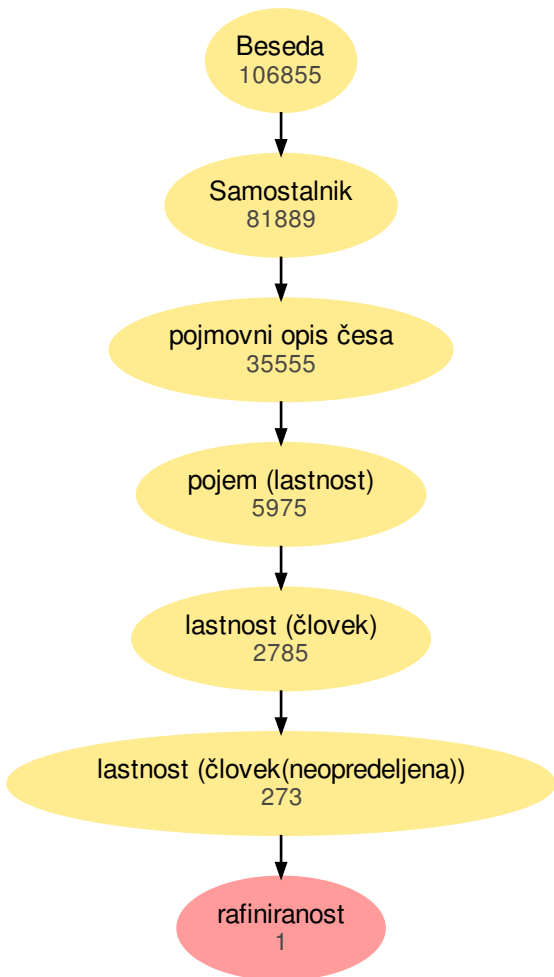 Beseda
106855
Samostalnik
81889
pojmovni opis česa
35555
pojem (lastnost)
5975
lastnost (človek)
2785
lastnost (človek(neopredeljena))
273
rafiniranost
1